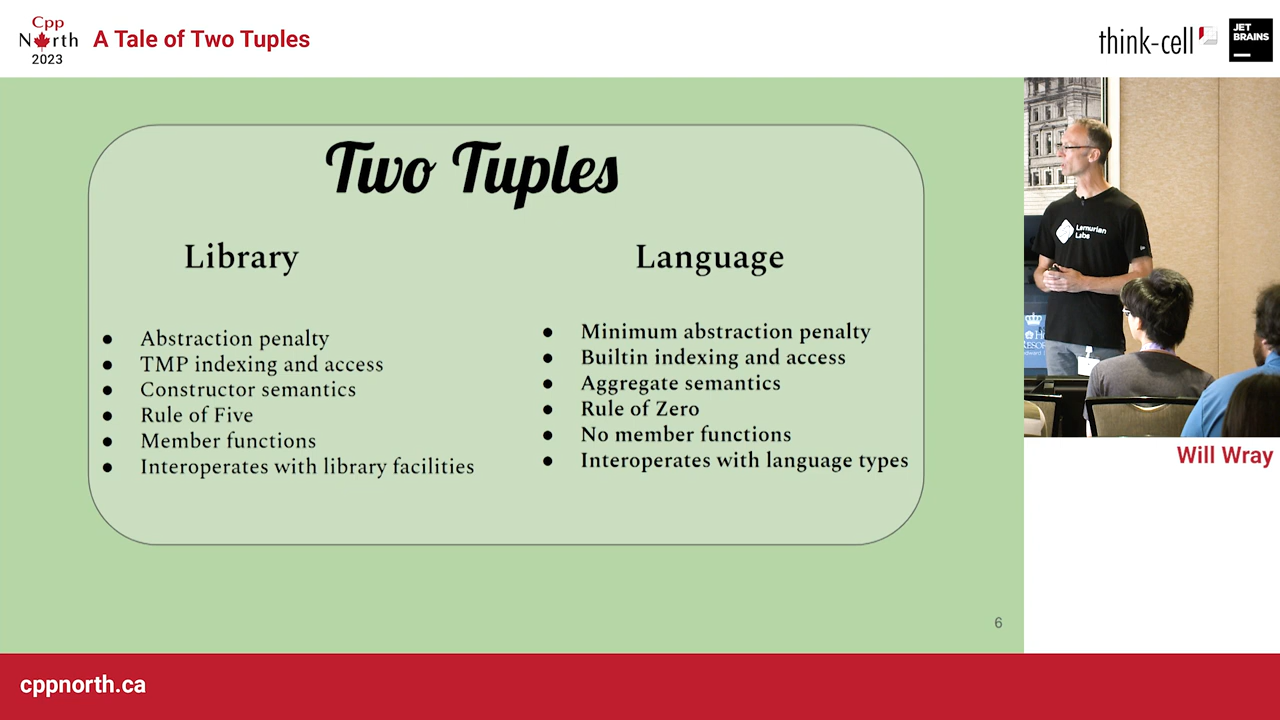 Cpp
North
2023
A Tale of Two Tuples
think-cell
JET
BRAINS
Two Tuples
Library
Abstraction penalty
TMP indexing and access
Constructor semantics
Rule of Five
Member functions
Interoperates with library facilities
Language
Minimum abstraction penalty
Builtin indexing and access
Aggregate semantics
Rule of Zero
No member functions
Interoperates with language types
6
Lemurian
Labs
Will Wray
cppnorth.ca